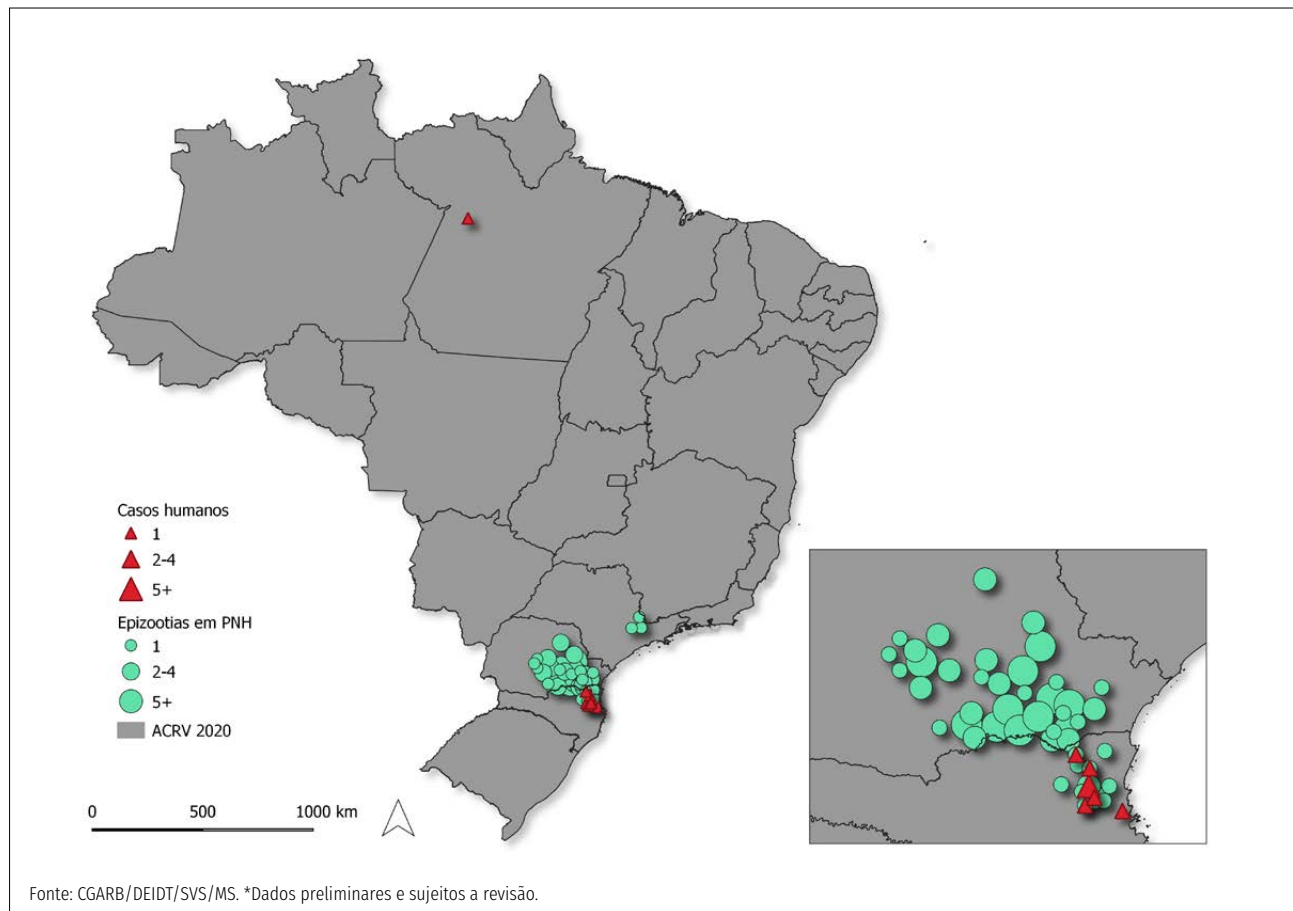 Casos humanos
1
2-4
5+
Epizootias em PNH
1
2-4
5+
ACRV 2020
0 500 1000 km
Fonte: CGARB/DEIDT/SVS/MS. *Dados preliminares e sujeitos a revisão.